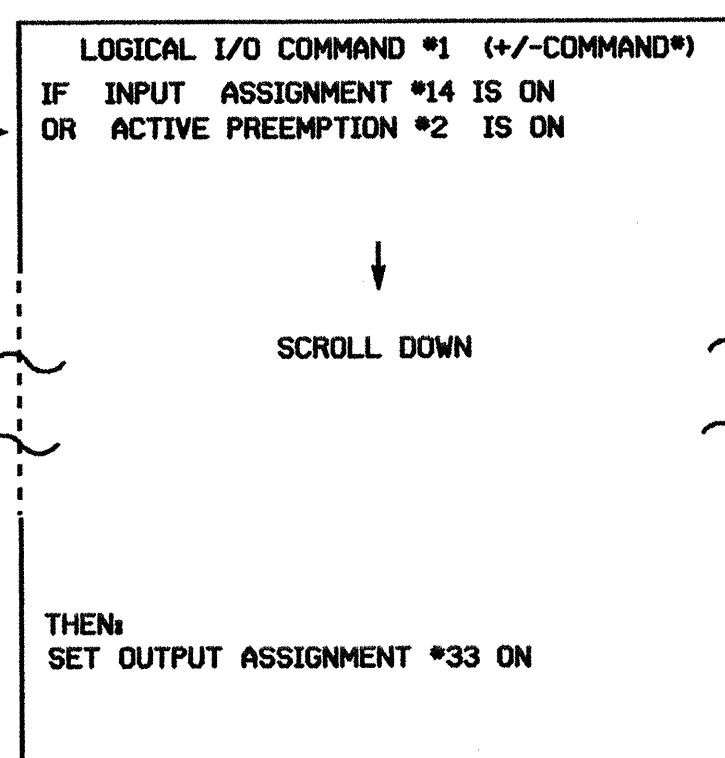 LOGICAL I/O COMMAND #1 (+/-COMMAND#)
IF INPUT ASSIGNMENT #14 IS ON
OR ACTIVE PREEMPTION #2 IS ON
SCROLL DOWN
THEN:
SET OUTPUT ASSIGNMENT #33 ON